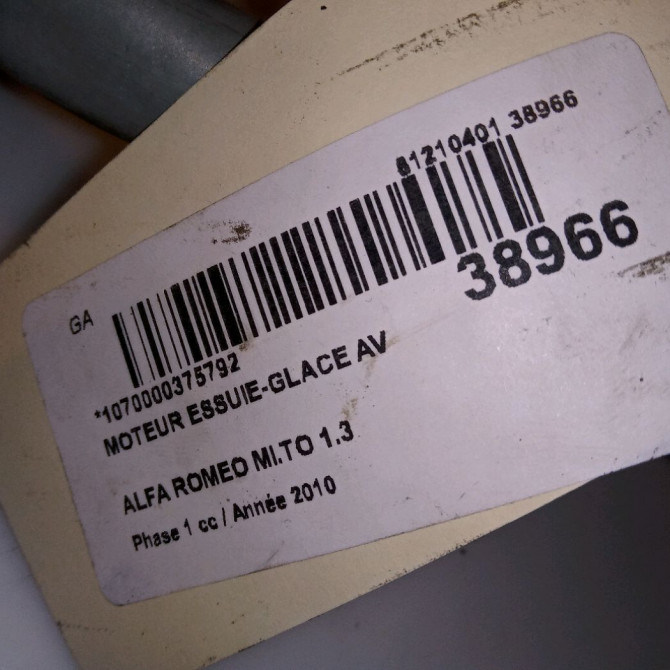 81210401 38966
38966
GA
*1070000375792
MOTEUR ESSUIE-GLACE AV
ALFA ROMEO MI.TO 1.3
Phase 1 cc / Année 2010